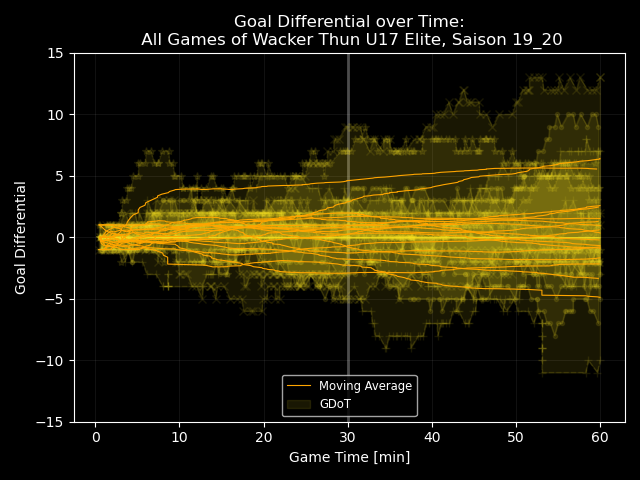 Goal Differential over Time:
All Games of Wacker Thun U17 Elite, Saison 19_20
15
10
5
0
−5
−10
−15
Goal Differential
0 10 20 30 40 50 60
Game Time [min]
Moving Average
GDoT